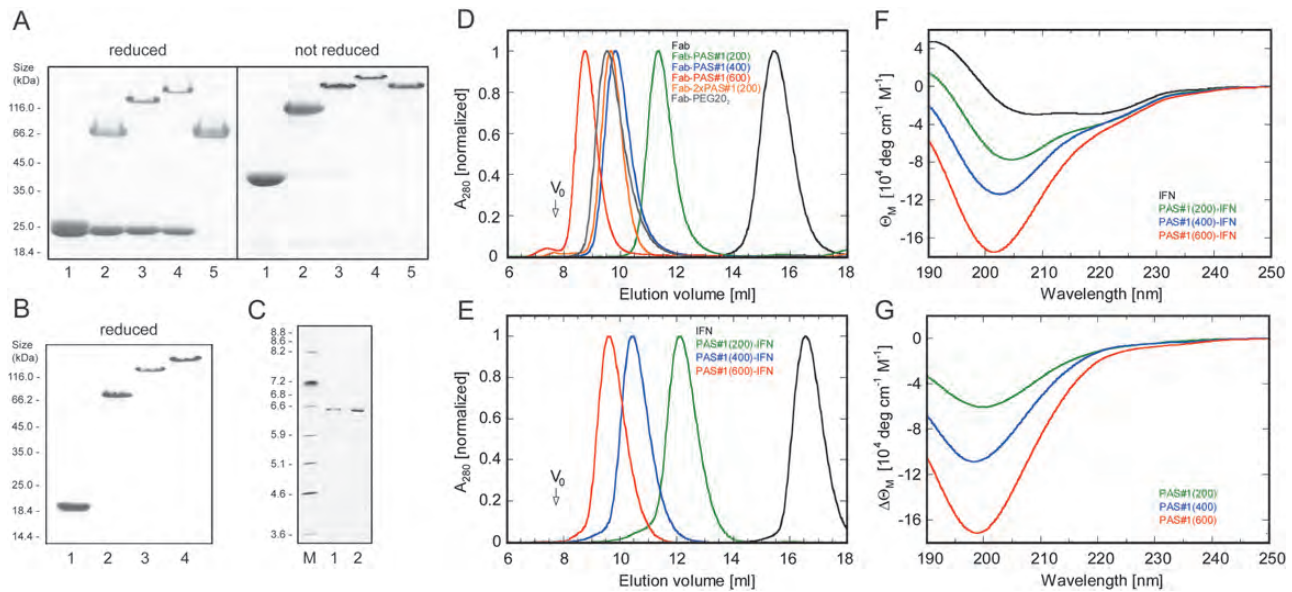 A
reduced
not reduced
Size
(kDa)
116.0 -
66.2 -
45.0 -
35.0 -
25.0 -
18.4 -
1 2 3 4 5 1 2 3 4 5
B
reduced
Size
(kDa)
116.0 -
66.2 -
45.0 -
35.0 -
25.0 -
18.4 -
14.4 -
1 2 3 4
C
8.8 -
8.6 -
8.2 -
7.2 -
6.8 -
6.6 -
5.9 -
5.1 -
4.6 -
3.6 -
M 1 2
D
A280 [normalized]
1
0.8
0.6
0.4
0.2
0
V0
Fab
Fab-PAS#1(200)
Fab-PAS#1(400)
Fab-PAS#1(600)
Fab-2xPAS#1(200)
Fab-PEG20₂
6 8 10 12 14 16 18
Elution volume [ml]
E
A280 [normalized]
1
0.8
0.6
0.4
0.2
0
V0
IFN
PAS#1(200)-IFN
PAS#1(400)-IFN
PAS#1(600)-IFN
6 8 10 12 14 16 18
Elution volume [ml]
F
ΘM [10⁴ deg cm⁻¹ M⁻¹]
4
0
-4
-8
-12
-16
IFN
PAS#1(200)-IFN
PAS#1(400)-IFN
PAS#1(600)-IFN
190 200 210 220 230 240 250
Wavelength [nm]
G
ΔΘM [10⁴ deg cm⁻¹ M⁻¹]
0
-4
-8
-12
-16
PAS#1(200)
PAS#1(400)
PAS#1(600)
190 200 210 220 230 240 250
Wavelength [nm]